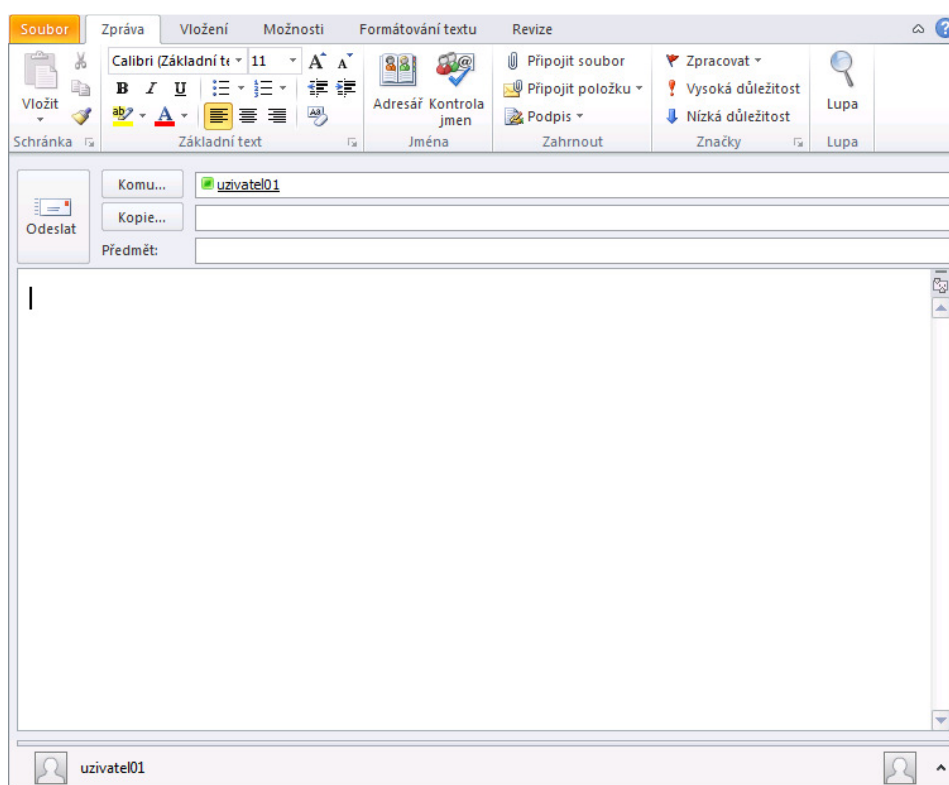 Soubor Zpráva Vložení Možnosti Formátování textu Revize
Vložit
Schránka
Calibri (Základní te 11
B I U
Základní text
Adresář Kontrola jmen
Jména
Připojit soubor
Připojit položku
Podpis
Zahrnout
Zpracovat
Vysoká důležitost
Nízká důležitost
Značky
Lupa
Lupa
Odeslat
Komu... uzivatel01
Kopie...
Předmět:
uzivatel01